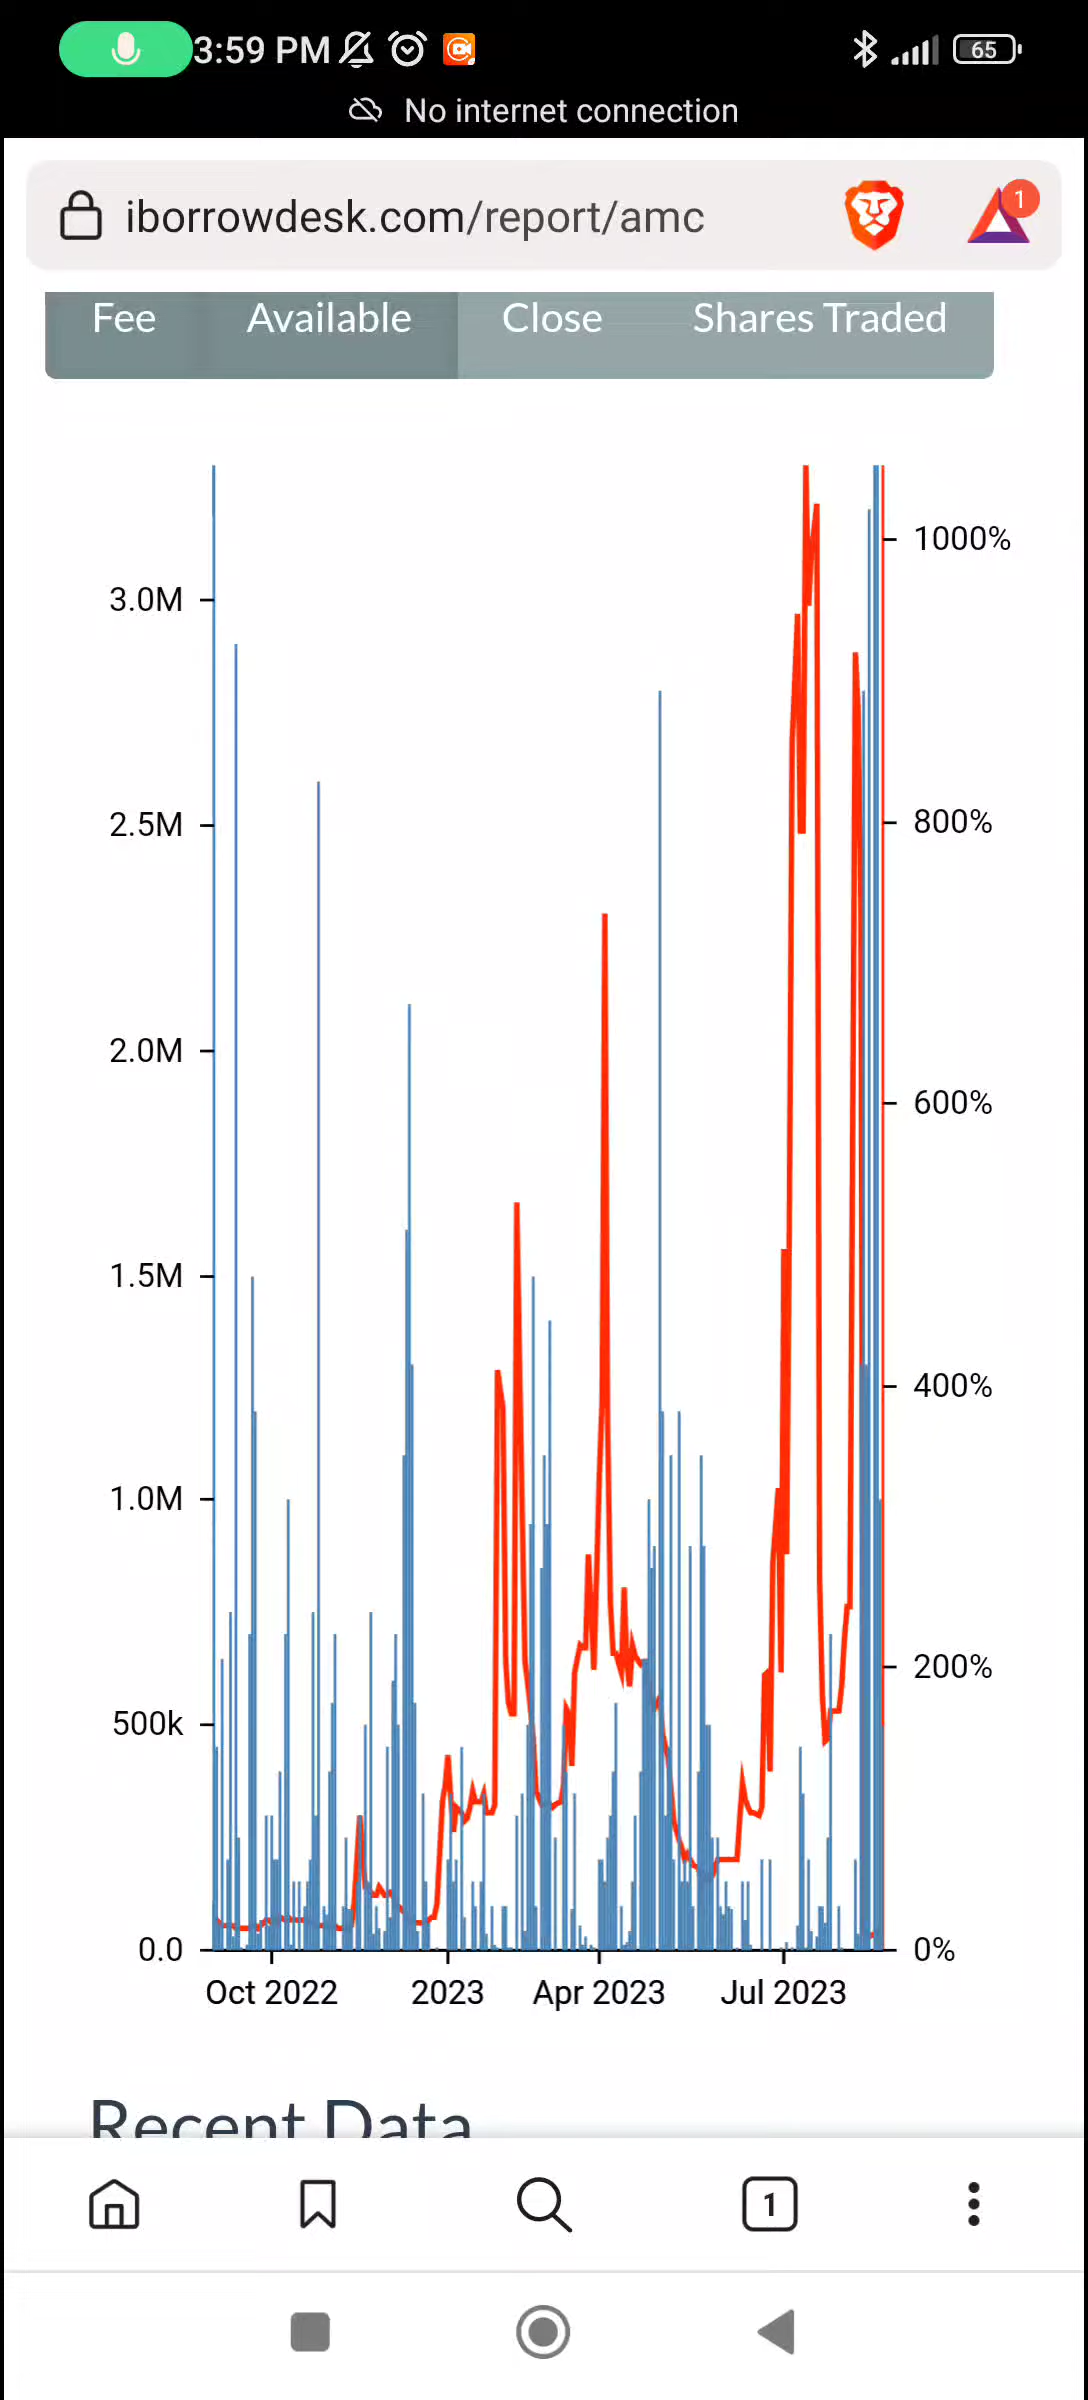 3:59 PM
65
No internet connection
iborrowdesk.com/report/amc
1
Fee Available Close Shares Traded
1000%
3.0M
2.5M
800%
2.0M
600%
1.5M
400%
1.0M
200%
500k
0.0
0%
Oct 2022 2023 Apr 2023 Jul 2023
Recent Data
1